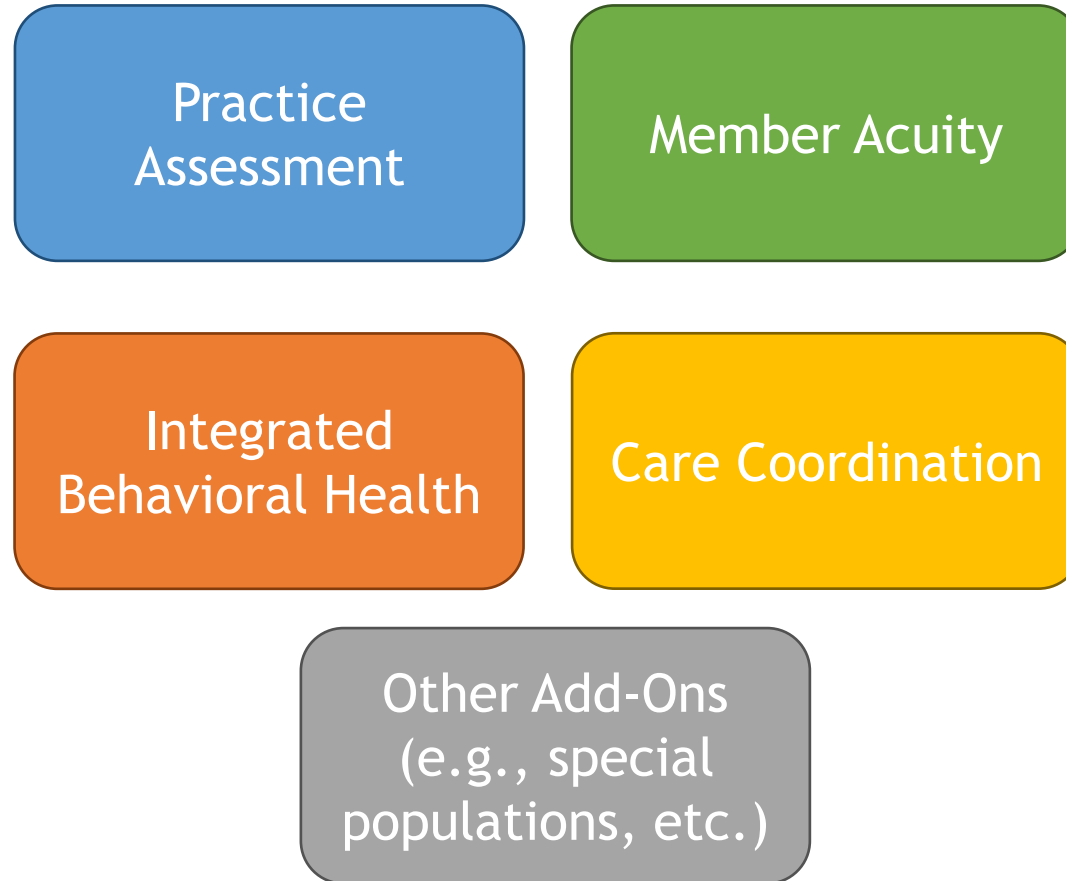 Practice
Assessment
Member Acuity
Integrated
Behavioral Health
Care Coordination
Other Add-Ons
(e.g., special
populations, etc.)